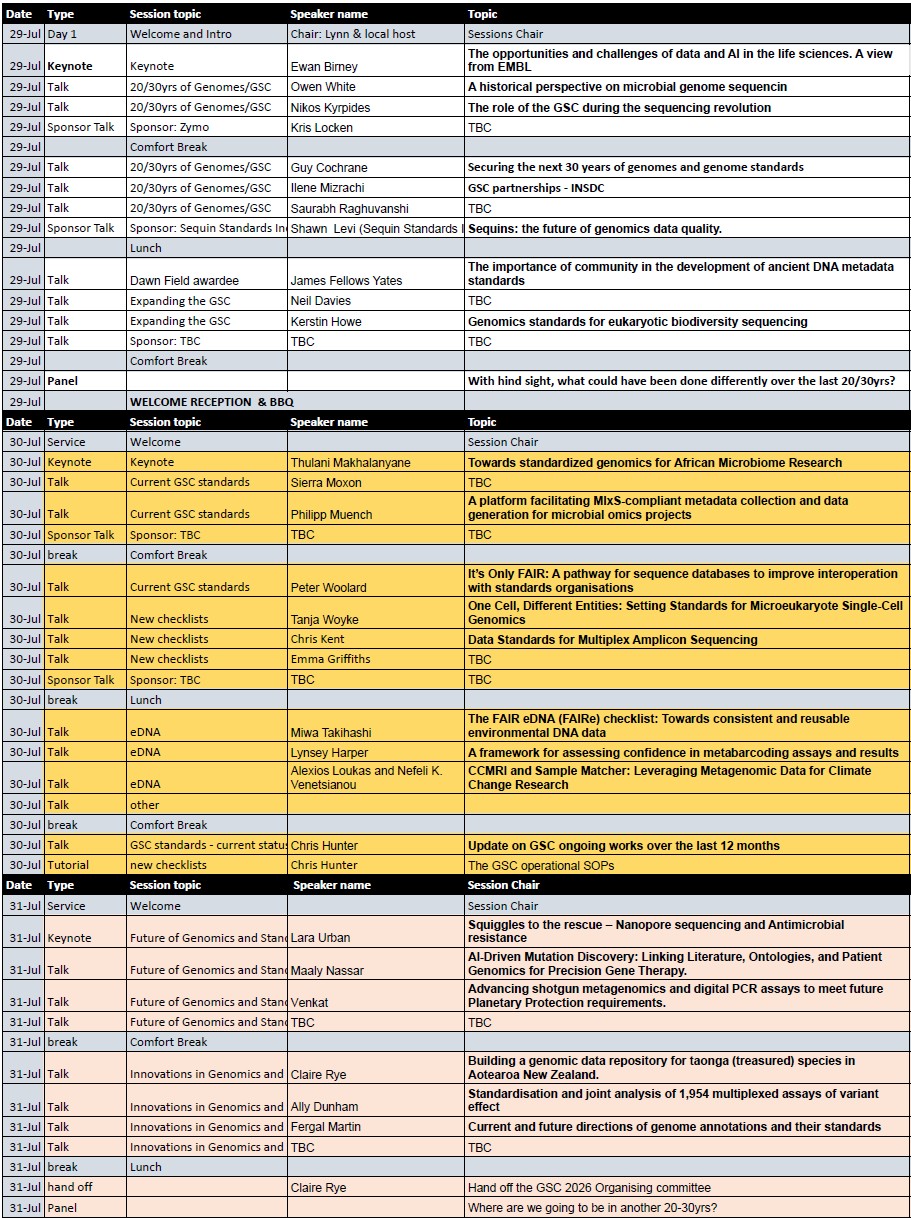 Date Type Session topic Speaker name Topic
29-Jul Day 1 Welcome and Intro Chair: Lynn & local host Sessions Chair
29-Jul Keynote Keynote Ewan Birney The opportunities and challenges of data and AI in the life sciences. A view
from EMBL
29-Jul Talk 20/30yrs of Genomes/GSC Owen White A historical perspective on microbial genome sequencin
29-Jul Talk 20/30yrs of Genomes/GSC Nikos Kyrpides The role of the GSC during the sequencing revolution
29-Jul Sponsor Talk Sponsor: Zymo Kris Locken TBC
29-Jul Comfort Break
29-Jul Talk 20/30yrs of Genomes/GSC Guy Cochrane Securing the next 30 years of genomes and genome standards
29-Jul Talk 20/30yrs of Genomes/GSC Ilene Mizrachi GSC partnerships - INSDC
29-Jul Talk 20/30yrs of Genomes/GSC Saurabh Raghuvanshi TBC
29-Jul Sponsor Talk Sponsor: Sequin Standards Inc Shawn Levi (Sequin Standards I Sequins: the future of genomics data quality.
29-Jul Lunch
29-Jul Talk Dawn Field awardee James Fellows Yates The importance of community in the development of ancient DNA metadata
standards
29-Jul Talk Expanding the GSC Neil Davies TBC
29-Jul Talk Expanding the GSC Kerstin Howe Genomics standards for eukaryotic biodiversity sequencing
29-Jul Talk Sponsor: TBC TBC TBC
29-Jul Comfort Break
29-Jul Panel With hind sight, what could have been done differently over the last 20/30yrs?
29-Jul WELCOME RECEPTION & BBQ
Date Type Session topic Speaker name Topic
30-Jul Service Welcome Session Chair
30-Jul Keynote Keynote Thulani Makhalanyane Towards standardized genomics for African Microbiome Research
30-Jul Talk Current GSC standards Sierra Moxon TBC
30-Jul Talk Current GSC standards Philipp Muench A platform facilitating MIxS-compliant metadata collection and data
generation for microbial omics projects
30-Jul Sponsor Talk Sponsor: TBC TBC TBC
30-Jul break Comfort Break
30-Jul Talk Current GSC standards Peter Woolard It's Only FAIR: A pathway for sequence databases to improve interoperation
with standards organisations
30-Jul Talk New checklists Tanja Woyke One Cell, Different Entities: Setting Standards for Microeukaryote Single-Cell
Genomics
30-Jul Talk New checklists Chris Kent Data Standards for Multiplex Amplicon Sequencing
30-Jul Talk New checklists Emma Griffiths TBC
30-Jul Sponsor Talk Sponsor: TBC TBC TBC
30-Jul break Lunch
30-Jul Talk eDNA Miwa Takihashi The FAIR eDNA (FAIRe) checklist: Towards consistent and reusable
environmental DNA data
30-Jul Talk eDNA Lynsey Harper A framework for assessing confidence in metabarcoding assays and results
30-Jul Talk eDNA Alexios Loukas and Nefeli K. Venetsianou CCMRI and Sample Matcher: Leveraging Metagenomic Data for Climate
Change Research
30-Jul Talk other
30-Jul break Comfort Break
30-Jul Talk GSC standards - current status Chris Hunter Update on GSC ongoing works over the last 12 months
30-Jul Tutorial new checklists Chris Hunter The GSC operational SOPs
Date Type Session topic Speaker name Session Chair
31-Jul Service Welcome Session Chair
31-Jul Keynote Future of Genomics and Stand Lara Urban Squiggles to the rescue – Nanopore sequencing and Antimicrobial
resistance
31-Jul Talk Future of Genomics and Stand Maaly Nassar AI-Driven Mutation Discovery: Linking Literature, Ontologies, and Patient
Genomics for Precision Gene Therapy.
31-Jul Talk Future of Genomics and Stand Venkat Advancing shotgun metagenomics and digital PCR assays to meet future
Planetary Protection requirements.
31-Jul Talk Future of Genomics and Stand TBC TBC
31-Jul break Comfort Break
31-Jul Talk Innovations in Genomics and Claire Rye Building a genomic data repository for taonga (treasured) species in
Aotearoa New Zealand.
31-Jul Talk Innovations in Genomics and Ally Dunham Standardisation and joint analysis of 1,954 multiplexed assays of variant
effect
31-Jul Talk Innovations in Genomics and Fergal Martin Current and future directions of genome annotations and their standards
31-Jul Talk Innovations in Genomics and TBC TBC
31-Jul break Lunch
31-Jul hand off Claire Rye Hand off the GSC 2026 Organising committee
31-Jul Panel Where are we going to be in another 20-30yrs?